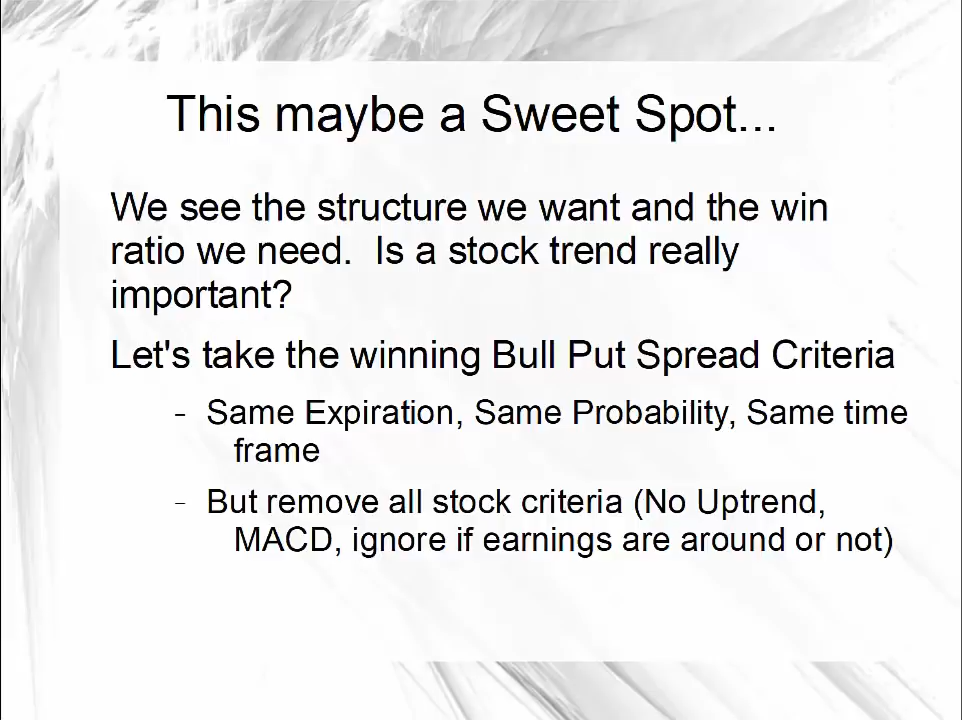 This maybe a Sweet Spot...
We see the structure we want and the win
ratio we need.  Is a stock trend really
important?
Let's take the winning Bull Put Spread Criteria
- Same Expiration, Same Probability, Same time
frame
- But remove all stock criteria (No Uptrend,
MACD, ignore if earnings are around or not)